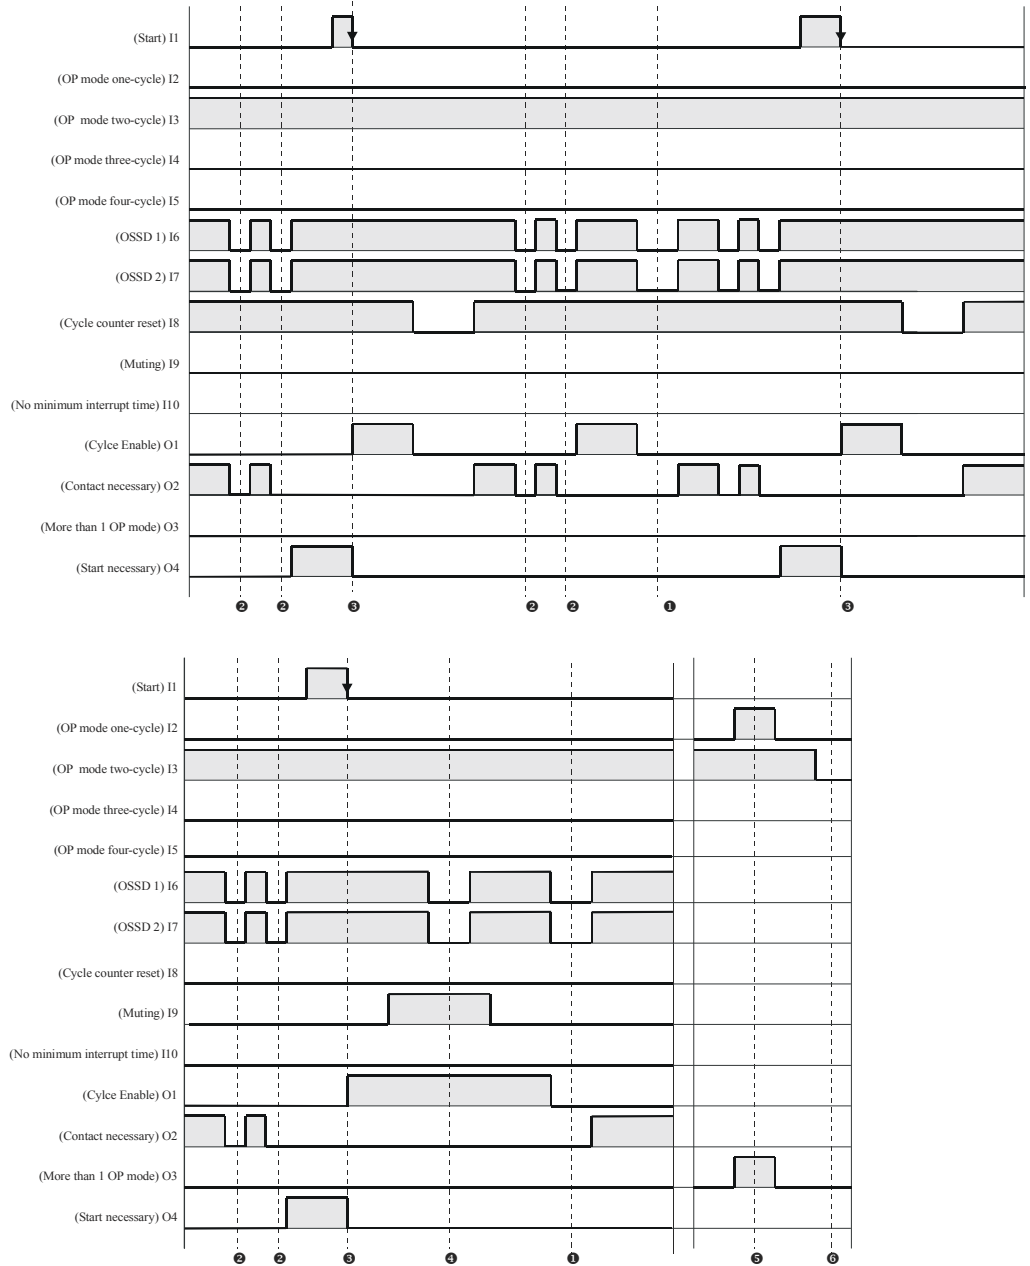 (Start) I1
(OP mode one-cycle) I2
(OP  mode two-cycle) I3
(OP mode three-cycle) I4
(OP mode four-cycle) I5
(OSSD 1) I6
(OSSD 2) I7
(Cycle counter reset) I8
(Muting) I9
(No minimum interrupt time) I10
(Cylce Enable) O1
(Contact necessary) O2
(More than 1 OP mode) O3
(Start necessary) O4
❷ ❷ ❸ ❷ ❷ ❶ ❸
(Start) I1
(OP mode one-cycle) I2
(OP  mode two-cycle) I3
(OP mode three-cycle) I4
(OP mode four-cycle) I5
(OSSD 1) I6
(OSSD 2) I7
(Cycle counter reset) I8
(Muting) I9
(No minimum interrupt time) I10
(Cylce Enable) O1
(Contact necessary) O2
(More than 1 OP mode) O3
(Start necessary) O4
❷ ❷ ❸ ❹ ❶ ❺ ❻